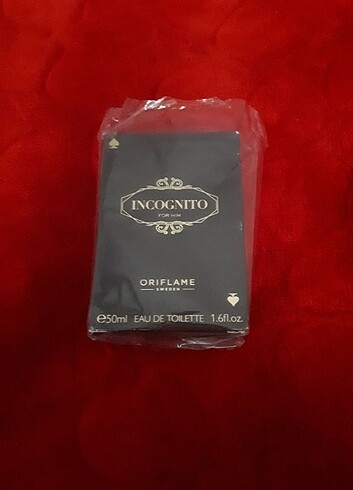 INCOGNITO
FOR HIM
ORIFLAME
SWEDEN
℮50ml EAU DE TOILETTE 1.6fl.oz.